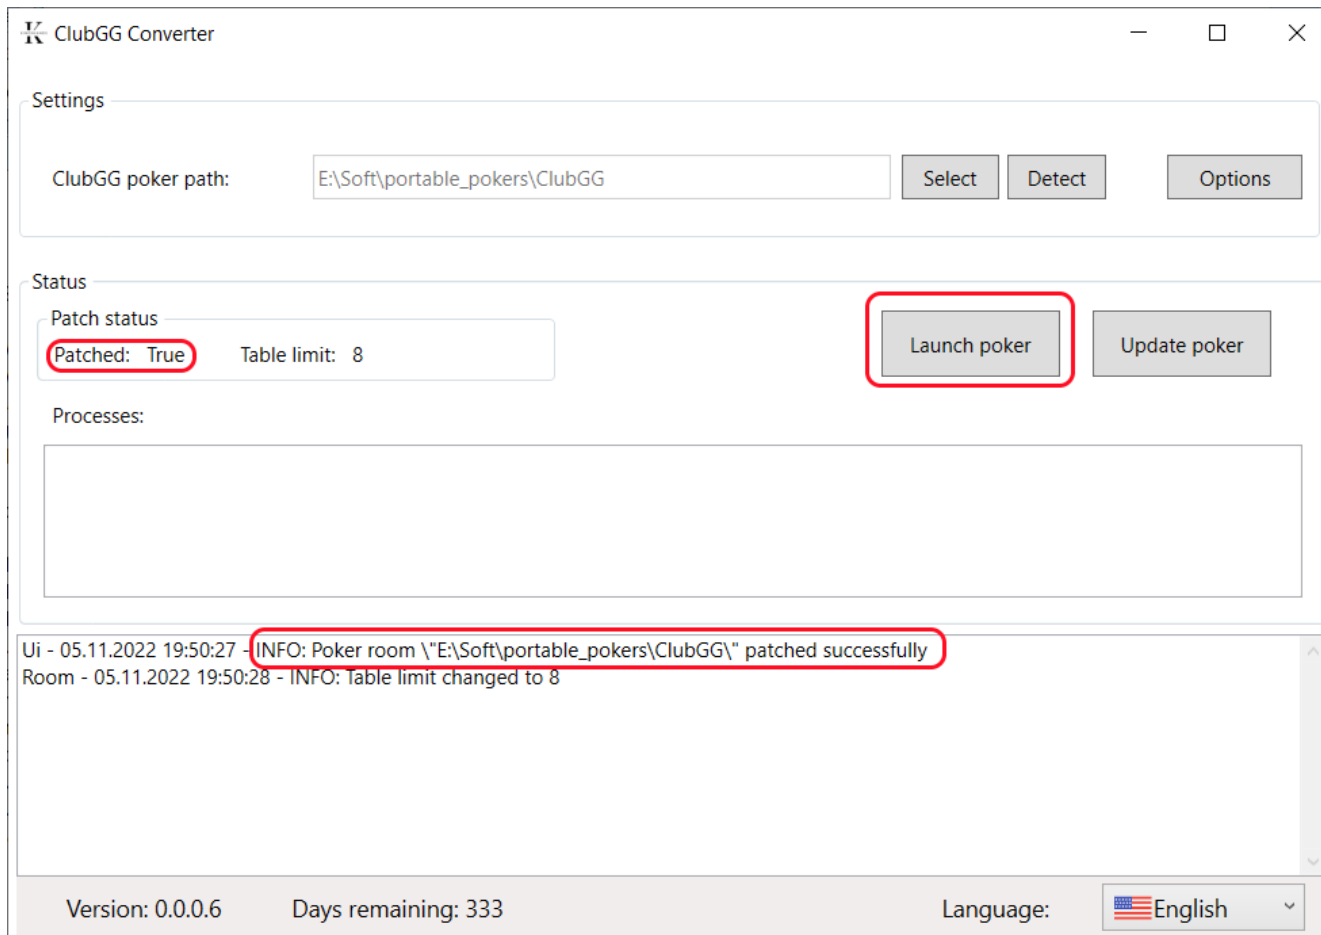 ClubGG Converter
Settings
ClubGG poker path: E:\Soft\portable_pokers\ClubGG Select Detect Options
Status
Patch status
Patched: True Table limit: 8
Launch poker Update poker
Processes:
Ui - 05.11.2022 19:50:27 - INFO: Poker room \"E:\Soft\portable_pokers\ClubGG\" patched successfully
Room - 05.11.2022 19:50:28 - INFO: Table limit changed to 8
Version: 0.0.0.6 Days remaining: 333 Language: English